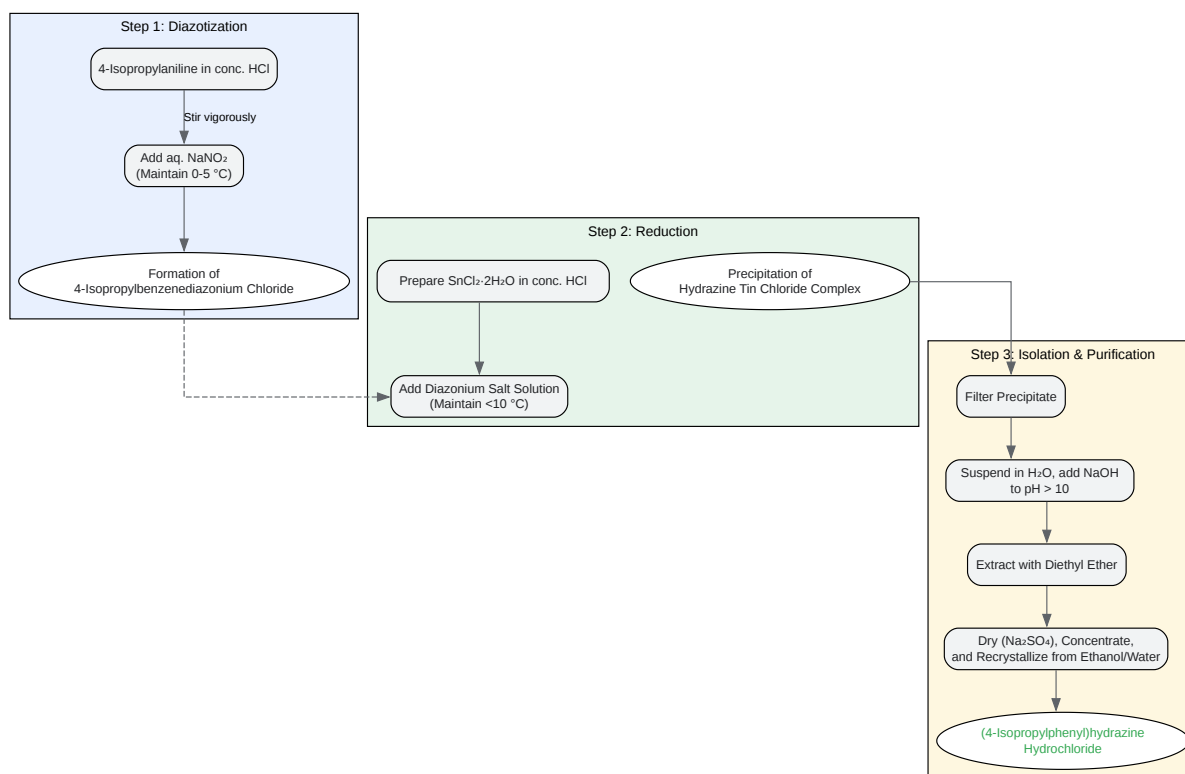 Step 1: Diazotization
4-Isopropylaniline in conc. HCl
Stir vigorously
Add aq. NaNO₂
(Maintain 0-5 °C)
Formation of
4-Isopropylbenzenediazonium Chloride
Step 2: Reduction
Prepare SnCl₂·2H₂O in conc. HCl
Precipitation of
Hydrazine Tin Chloride Complex
Add Diazonium Salt Solution
(Maintain <10 °C)
Step 3: Isolation & Purification
Filter Precipitate
Suspend in H₂O, add NaOH
to pH > 10
Extract with Diethyl Ether
Dry (Na₂SO₄), Concentrate,
and Recrystallize from Ethanol/Water
(4-Isopropylphenyl)hydrazine
Hydrochloride